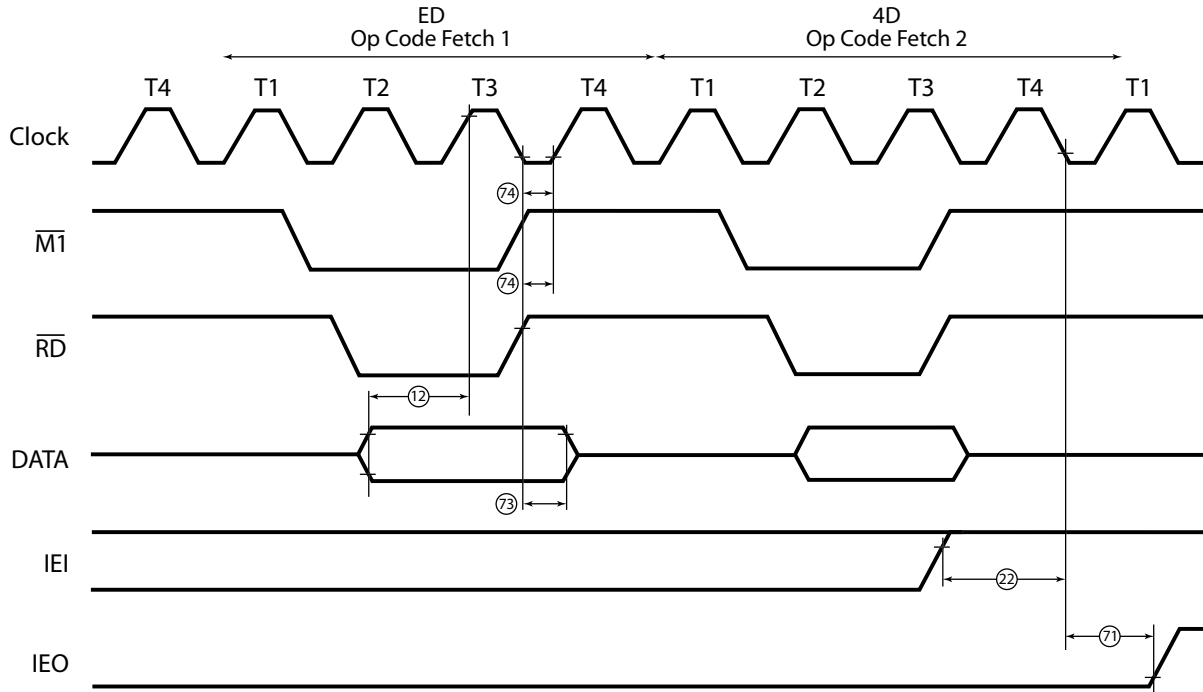 ED
Op Code Fetch 1
4D
Op Code Fetch 2
T4 T1 T2 T3 T4 T1 T2 T3 T4 T1
Clock
74
M1
74
RD
12
DATA
73
IEI
22
71
IEO